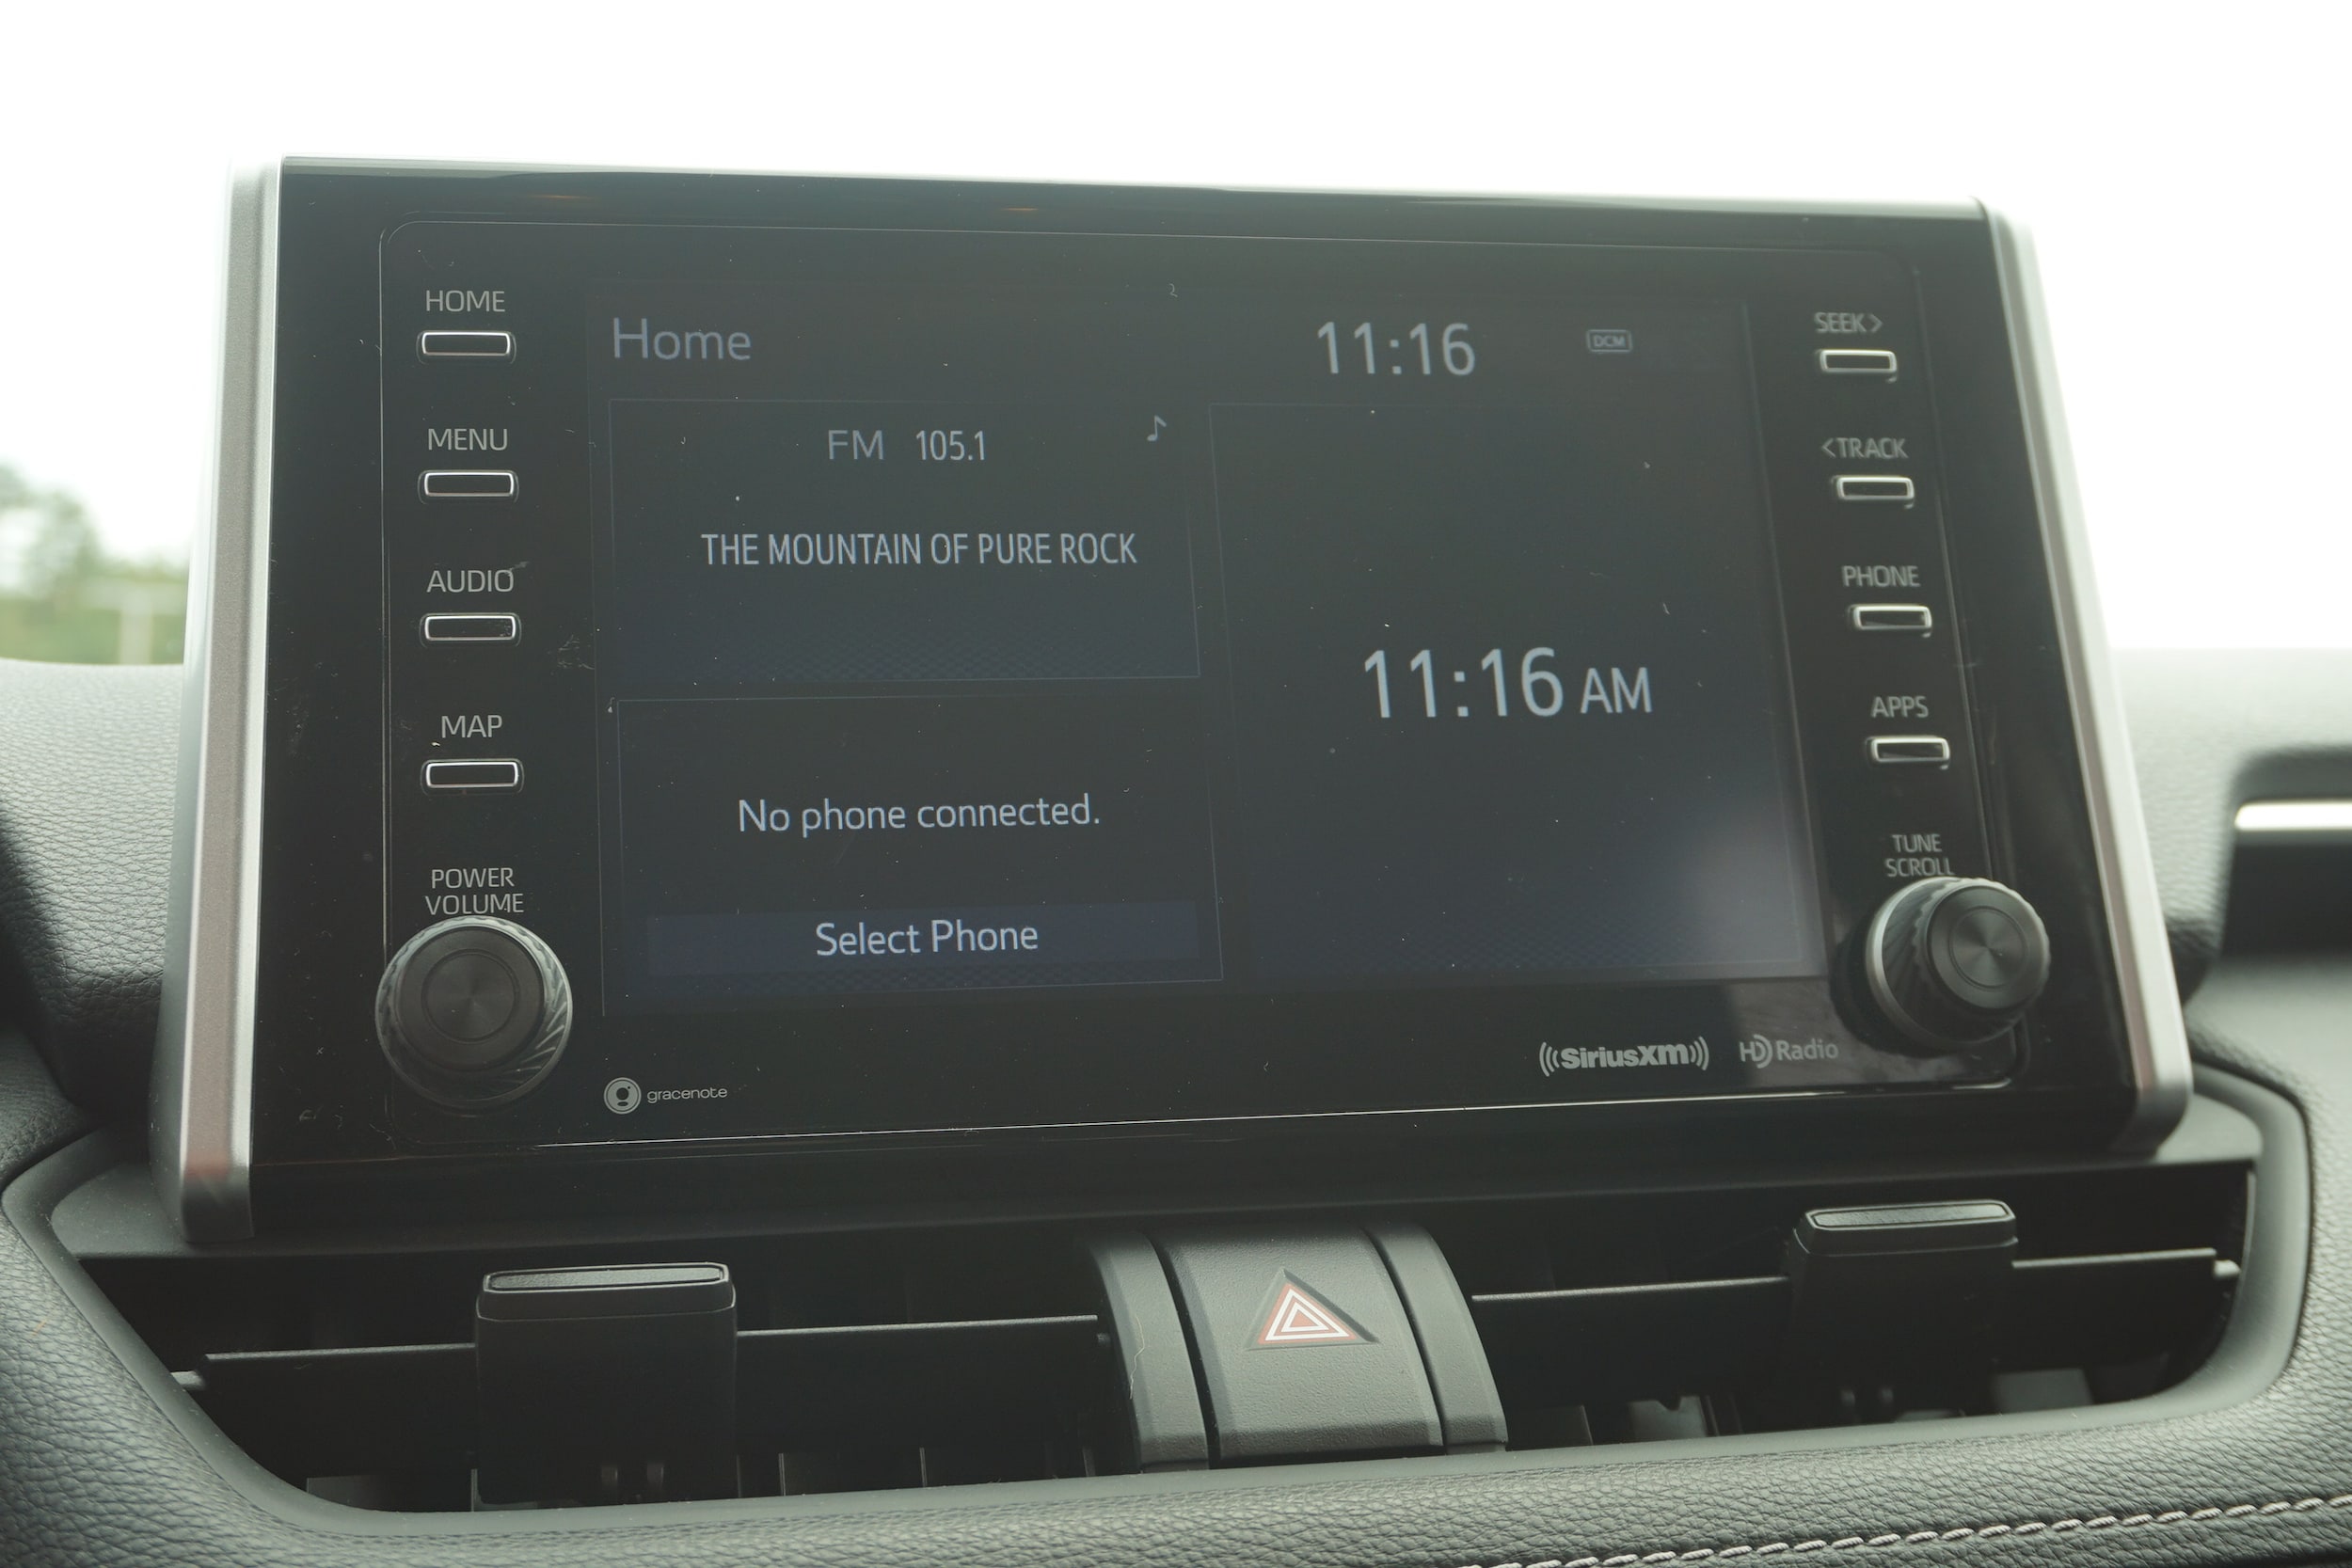 HOME
MENU
AUDIO
MAP
POWER
VOLUME
Home
11:16
DCM
FM 105.1
THE MOUNTAIN OF PURE ROCK
No phone connected.
Select Phone
11:16 AM
SEEK>
<TRACK
PHONE
APPS
TUNE
SCROLL
gracenote
SiriusXM
HD Radio